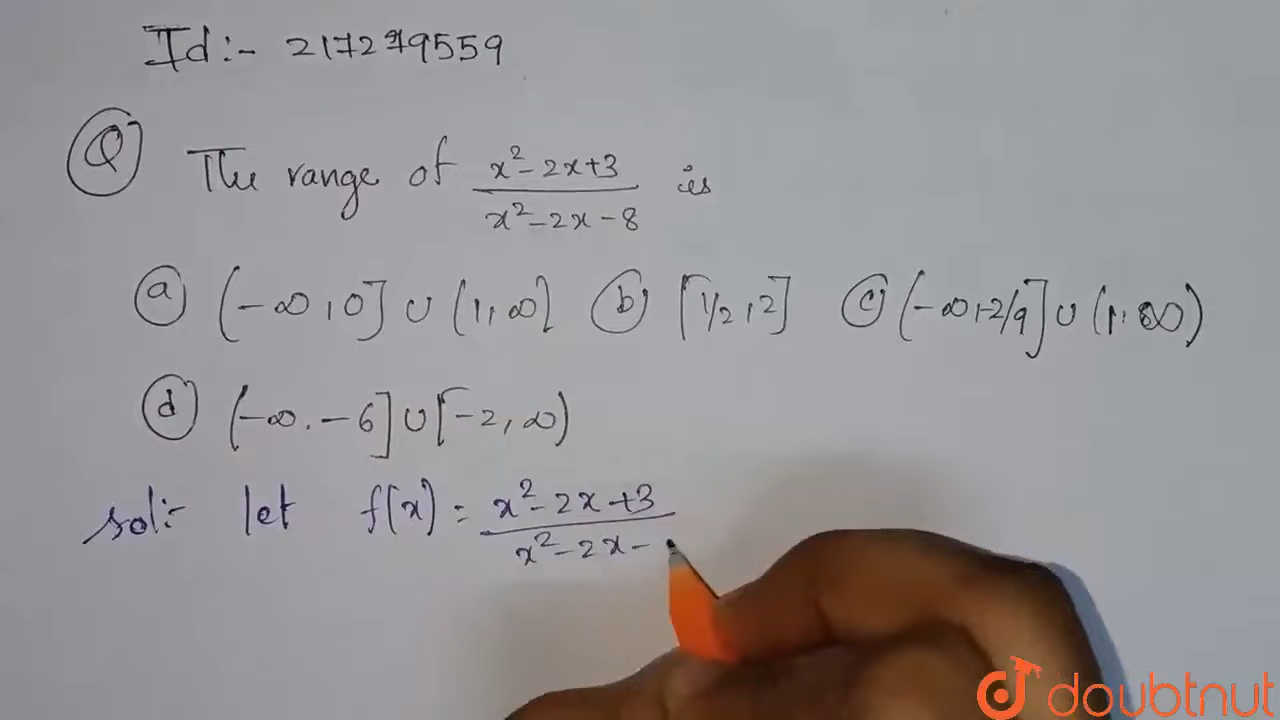 Id:- 217279559
Q The range of x²-2x+3 / x²-2x-8 is
a (-∞, 0] ∪ (1, ∞] b [1/2, 2] c (-∞, -2/9] ∪ (1, ∞)
d (-∞. -6] ∪ [-2, ∞)
sol:- let f(x) = x²-2x+3 / x²-2x-
doubtnut